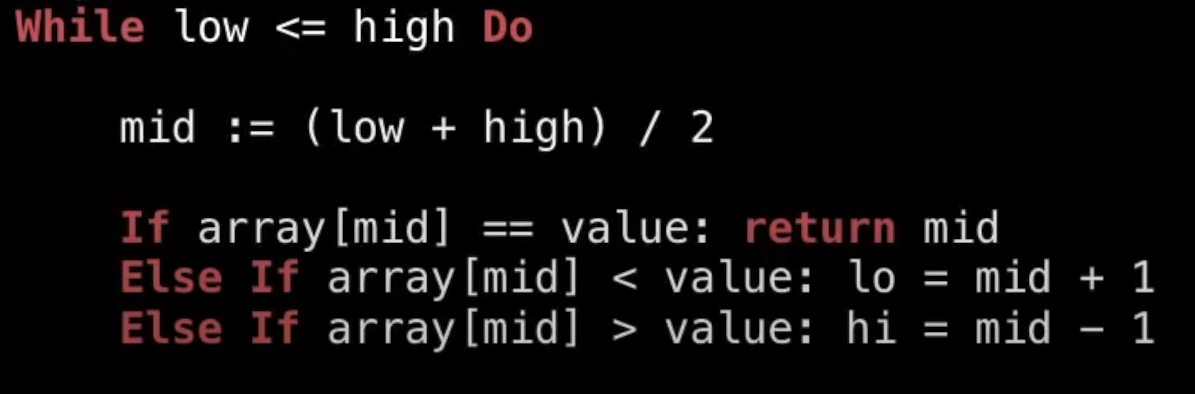 While low <= high Do
mid := (low + high) / 2
If array[mid] == value: return mid
Else If array[mid] < value: lo = mid + 1
Else If array[mid] > value: hi = mid − 1